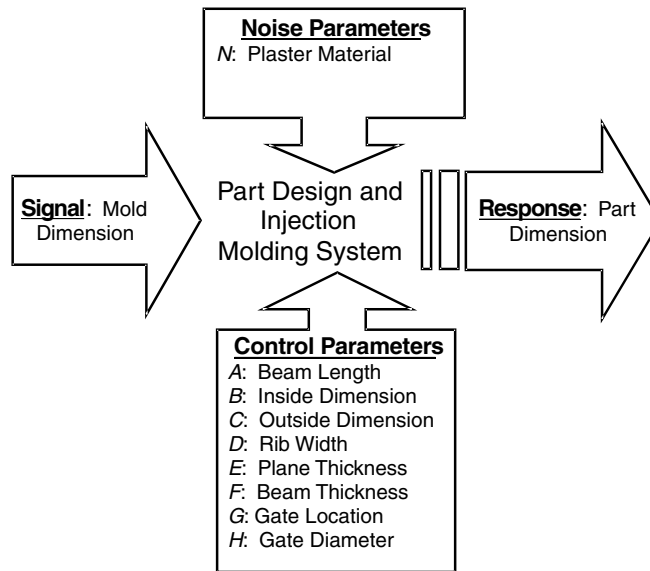 Noise Parameters
N: Plaster Material
Signal: Mold
Dimension
Part Design and
Injection
Molding System
Response: Part
Dimension
Control Parameters
A: Beam Length
B: Inside Dimension
C: Outside Dimension
D: Rib Width
E: Plane Thickness
F: Beam Thickness
G: Gate Location
H: Gate Diameter